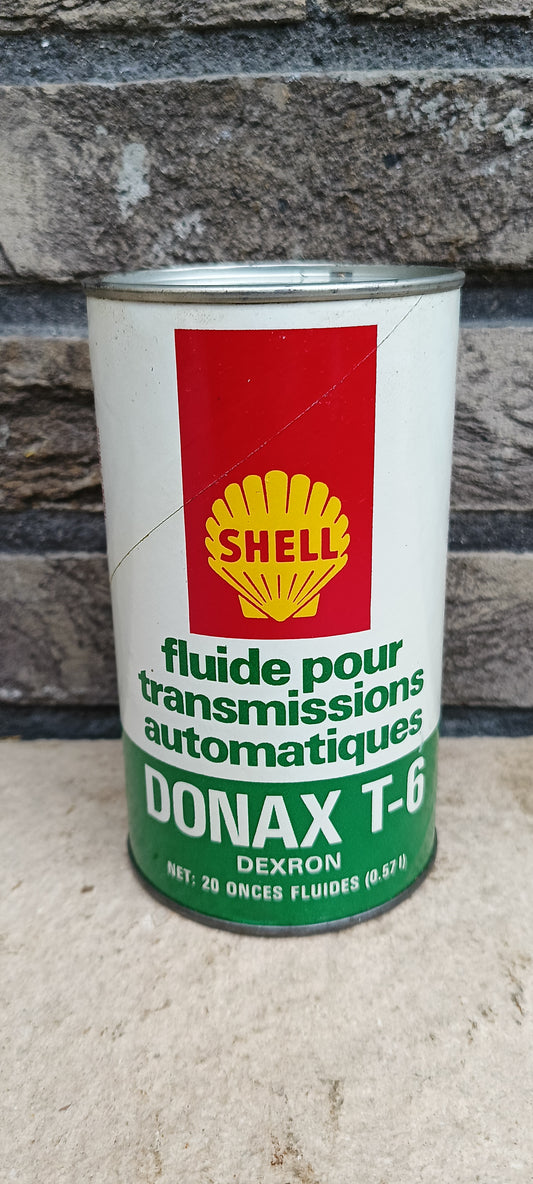 SHELL
fluide pour
transmissions
automatiques
DONAX T-6
DEXRON
NET: 20 ONCES FLUIDES (0.57 l)